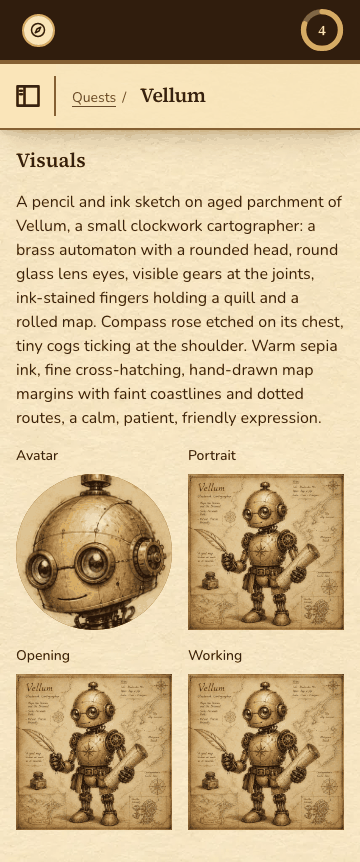 4
Quests / Vellum
Visuals
A pencil and ink sketch on aged parchment of
Vellum, a small clockwork cartographer: a
brass automaton with a rounded head, round
glass lens eyes, visible gears at the joints,
ink-stained fingers holding a quill and a
rolled map. Compass rose etched on its chest,
tiny cogs ticking at the shoulder. Warm sepia
ink, fine cross-hatching, hand-drawn map
margins with faint coastlines and dotted
routes, a calm, patient, friendly expression.
Avatar
Portrait
Vellum
Opening
Working
Vellum
Vellum